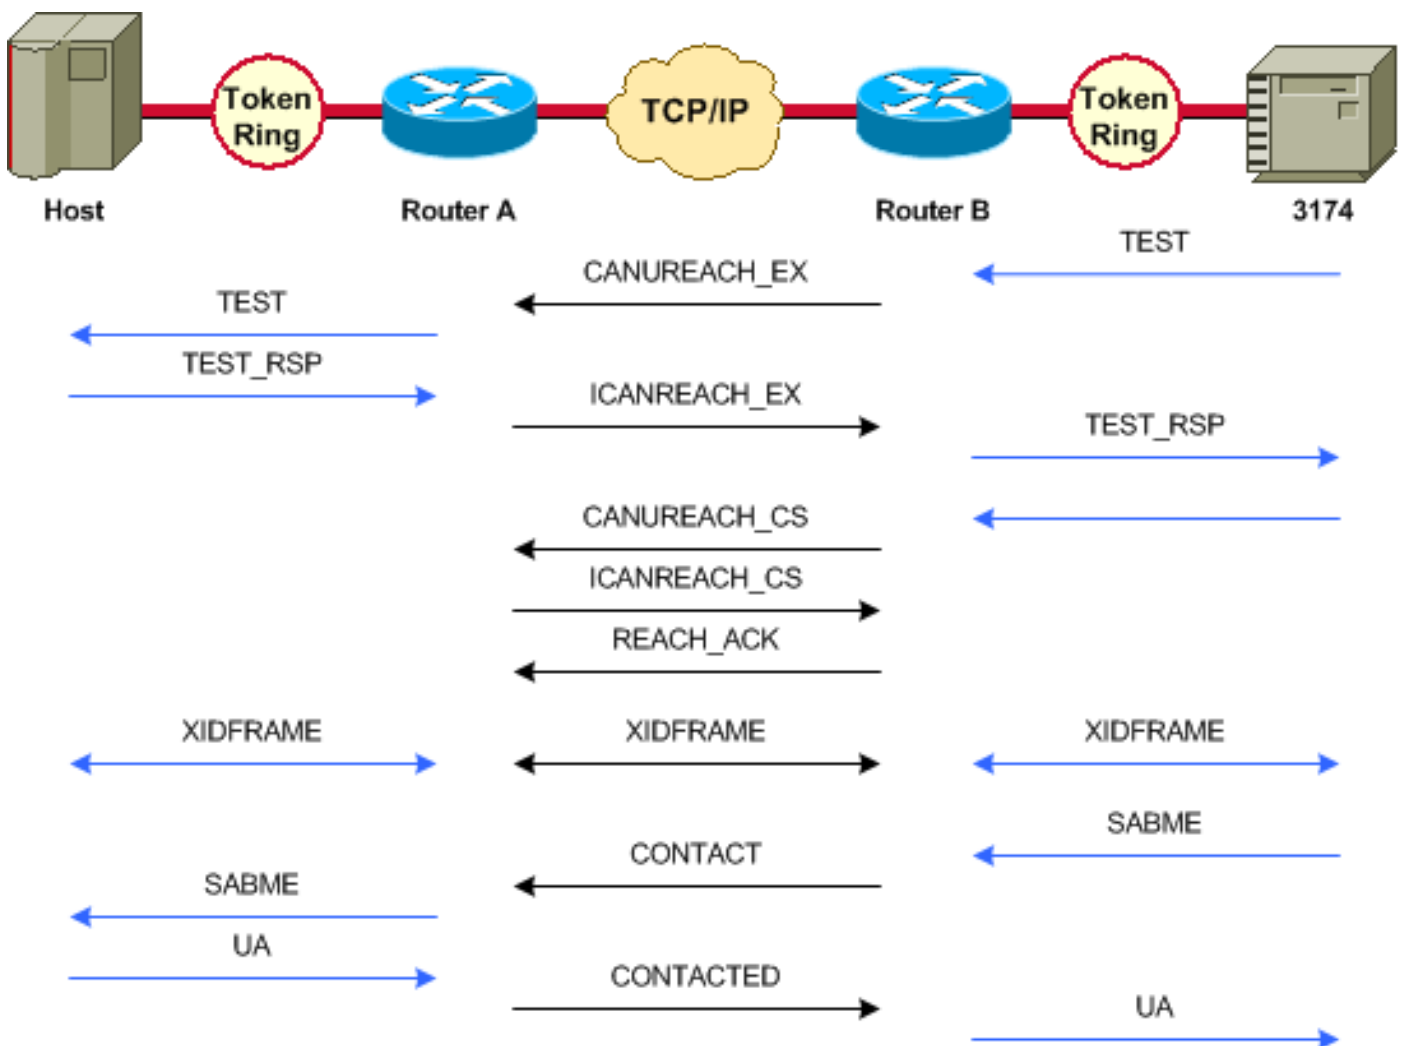 Token
Ring
TCP/IP
Token
Ring
Host
Router A
Router B
3174
TEST
CANUREACH_EX
TEST
TEST_RSP
ICANREACH_EX
TEST_RSP
CANUREACH_CS
ICANREACH_CS
REACH_ACK
XIDFRAME
XIDFRAME
XIDFRAME
SABME
CONTACT
SABME
UA
CONTACTED
UA